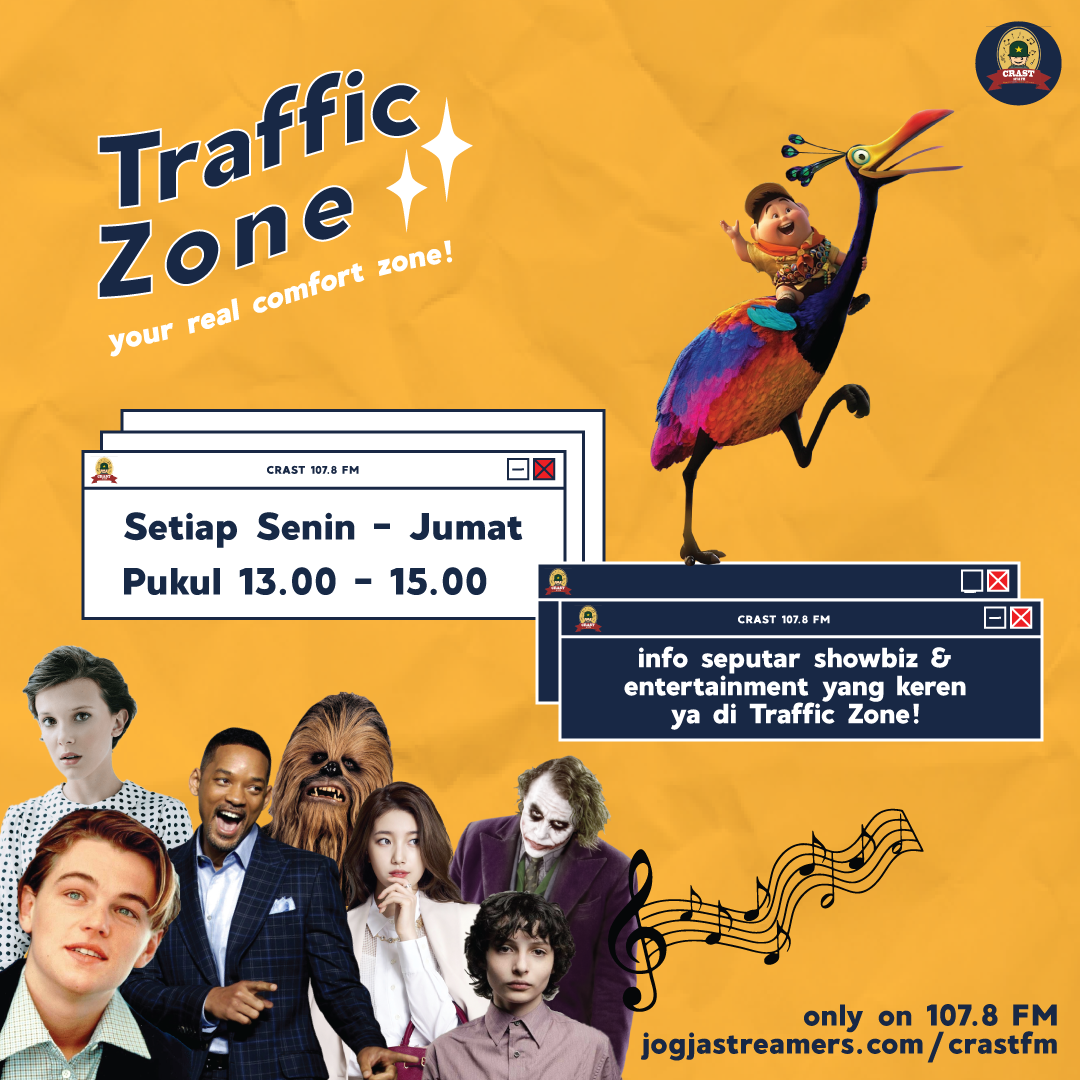 CRAST
Traffic
Zone
your real comfort zone!
CRAST 107.8 FM
Setiap Senin - Jumat
Pukul 13.00 - 15.00
CRAST 107.8 FM
info seputar showbiz &
entertainment yang keren
ya di Traffic Zone!
only on 107.8 FM
jogjastreamers.com/crastfm